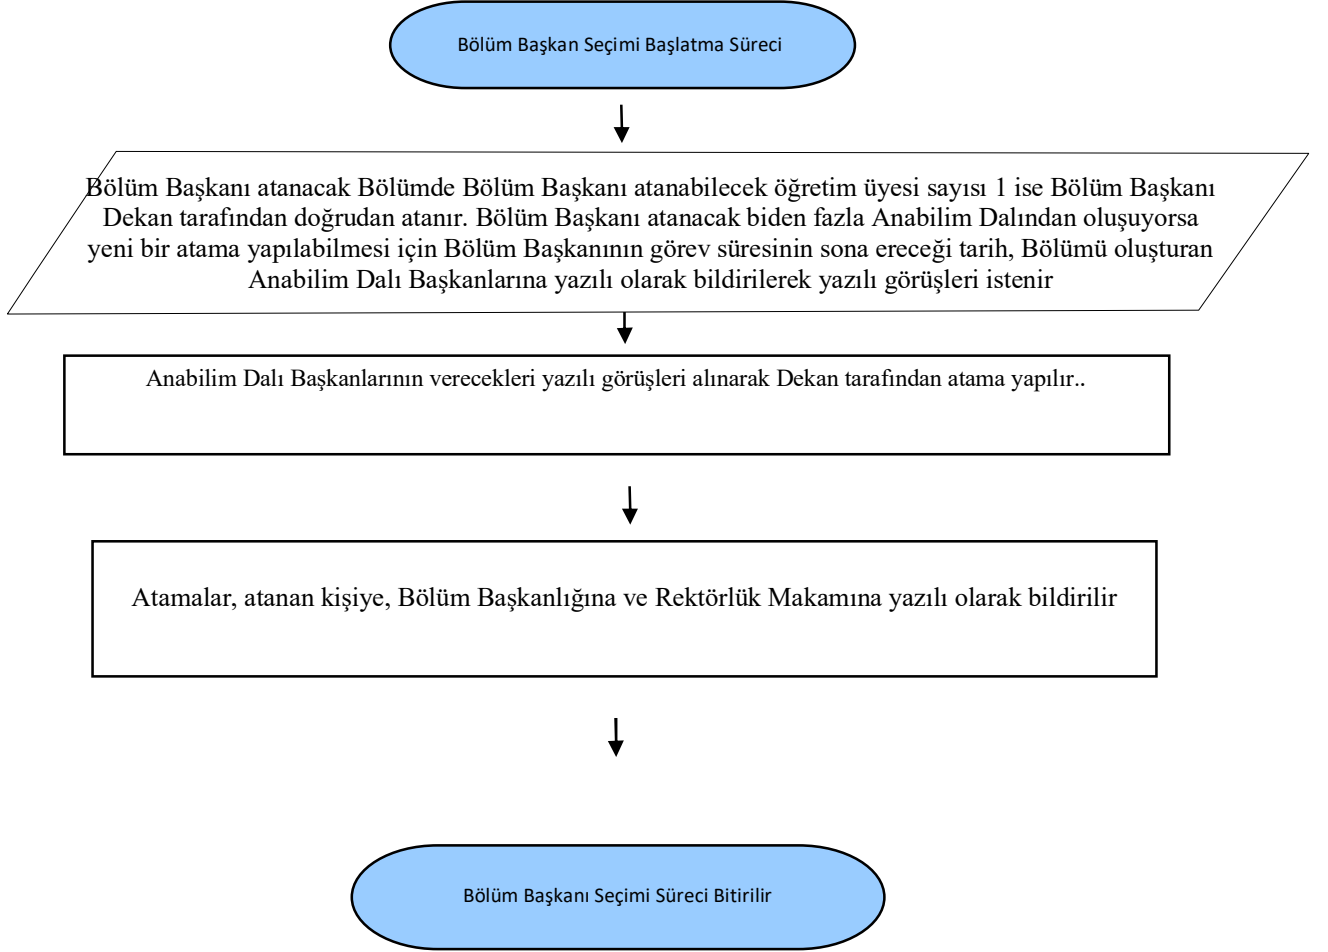 Bölüm Başkan Seçimi Başlatma Süreci
Bölüm Başkanı atanacak Bölümde Bölüm Başkanı atanabilecek öğretim üyesi sayısı 1 ise Bölüm Başkanı
Dekan tarafından doğrudan atanır. Bölüm Başkanı atanacak biden fazla Anabilim Dalından oluşuyorsa
yeni bir atama yapılabilmesi için Bölüm Başkanının görev süresinin sona ereceği tarih, Bölümü oluşturan
Anabilim Dalı Başkanlarına yazılı olarak bildirilerek yazılı görüşleri istenir
Anabilim Dalı Başkanlarının verecekleri yazılı görüşleri alınarak Dekan tarafından atama yapılır..
Atamalar, atanan kişiye, Bölüm Başkanlığına ve Rektörlük Makamına yazılı olarak bildirilir
Bölüm Başkanı Seçimi Süreci Bitirilir